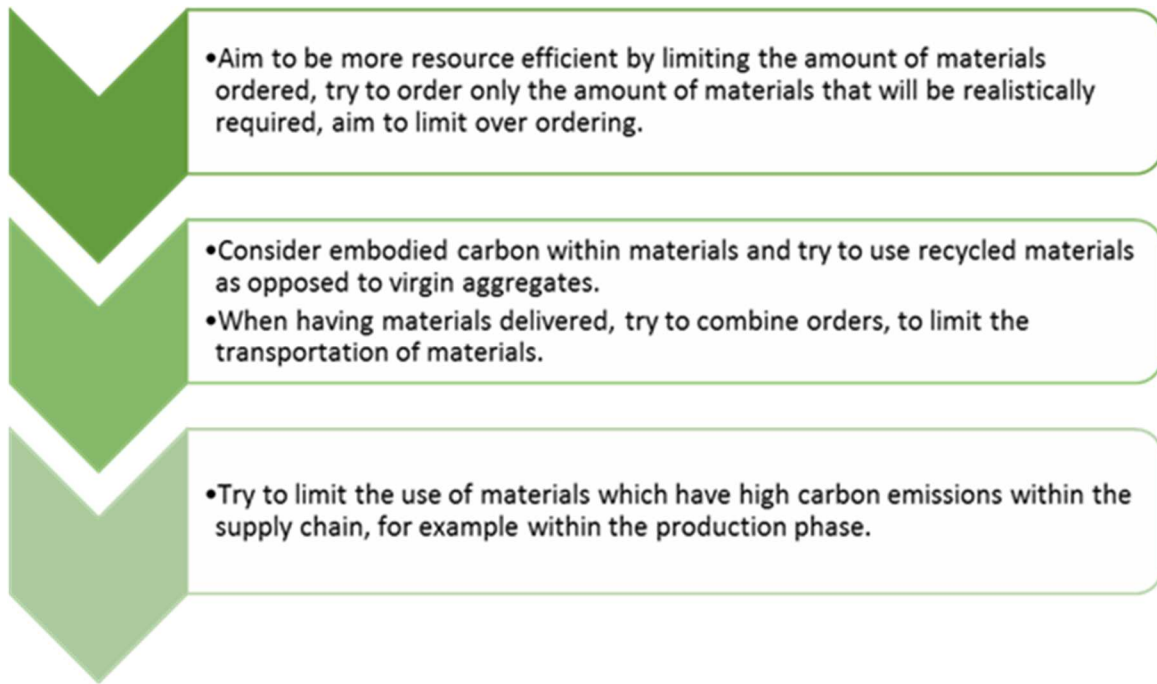 •Aim to be more resource efficient by limiting the amount of materials
ordered, try to order only the amount of materials that will be realistically
required, aim to limit over ordering.
•Consider embodied carbon within materials and try to use recycled materials
as opposed to virgin aggregates.
•When having materials delivered, try to combine orders, to limit the
transportation of materials.
•Try to limit the use of materials which have high carbon emissions within the
supply chain, for example within the production phase.